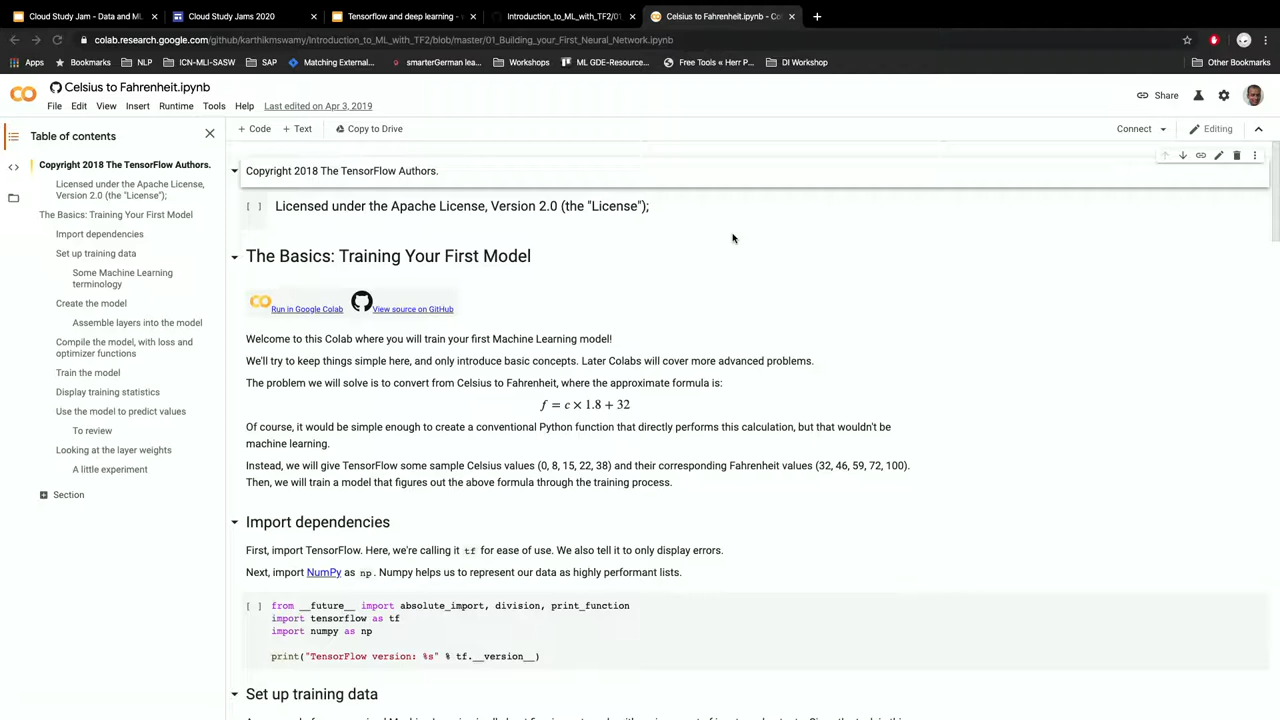 Cloud Study Jam - Data and ML
Cloud Study Jams 2020
Tensorflow and deep learning -
Introduction_to_ML_with_TF2/01_
Celsius to Fahrenheit.ipynb - Co
colab.research.google.com/github/karthikmswamy/Introduction_to_ML_with_TF2/blob/master/01_Building_your_First_Neural_Network.ipynb
Apps
Bookmarks
NLP
ICN-MLI-SASW
SAP
Matching External...
smarterGerman lea...
Workshops
ML GDE-Resource...
Free Tools « Herr P...
DI Workshop
Other Bookmarks
Celsius to Fahrenheit.ipynb
Share
File Edit View Insert Runtime Tools Help Last edited on Apr 3, 2019
Table of contents
+ Code + Text Copy to Drive
Connect
Editing
Copyright 2018 The TensorFlow Authors.
Licensed under the Apache License,
Version 2.0 (the "License");
The Basics: Training Your First Model
Import dependencies
Set up training data
Some Machine Learning
terminology
Create the model
Assemble layers into the model
Compile the model, with loss and
optimizer functions
Train the model
Display training statistics
Use the model to predict values
To review
Looking at the layer weights
A little experiment
Section
Copyright 2018 The TensorFlow Authors.
[ ] Licensed under the Apache License, Version 2.0 (the "License");
The Basics: Training Your First Model
Run in Google Colab
View source on GitHub
Welcome to this Colab where you will train your first Machine Learning model!
We'll try to keep things simple here, and only introduce basic concepts. Later Colabs will cover more advanced problems.
The problem we will solve is to convert from Celsius to Fahrenheit, where the approximate formula is:
f = c × 1.8 + 32
Of course, it would be simple enough to create a conventional Python function that directly performs this calculation, but that wouldn't be
machine learning.
Instead, we will give TensorFlow some sample Celsius values (0, 8, 15, 22, 38) and their corresponding Fahrenheit values (32, 46, 59, 72, 100).
Then, we will train a model that figures out the above formula through the training process.
Import dependencies
First, import TensorFlow. Here, we're calling it tf for ease of use. We also tell it to only display errors.
Next, import NumPy as np. Numpy helps us to represent our data as highly performant lists.
[ ] from __future__ import absolute_import, division, print_function
import tensorflow as tf
import numpy as np
print("TensorFlow version: %s" % tf.__version__)
Set up training data